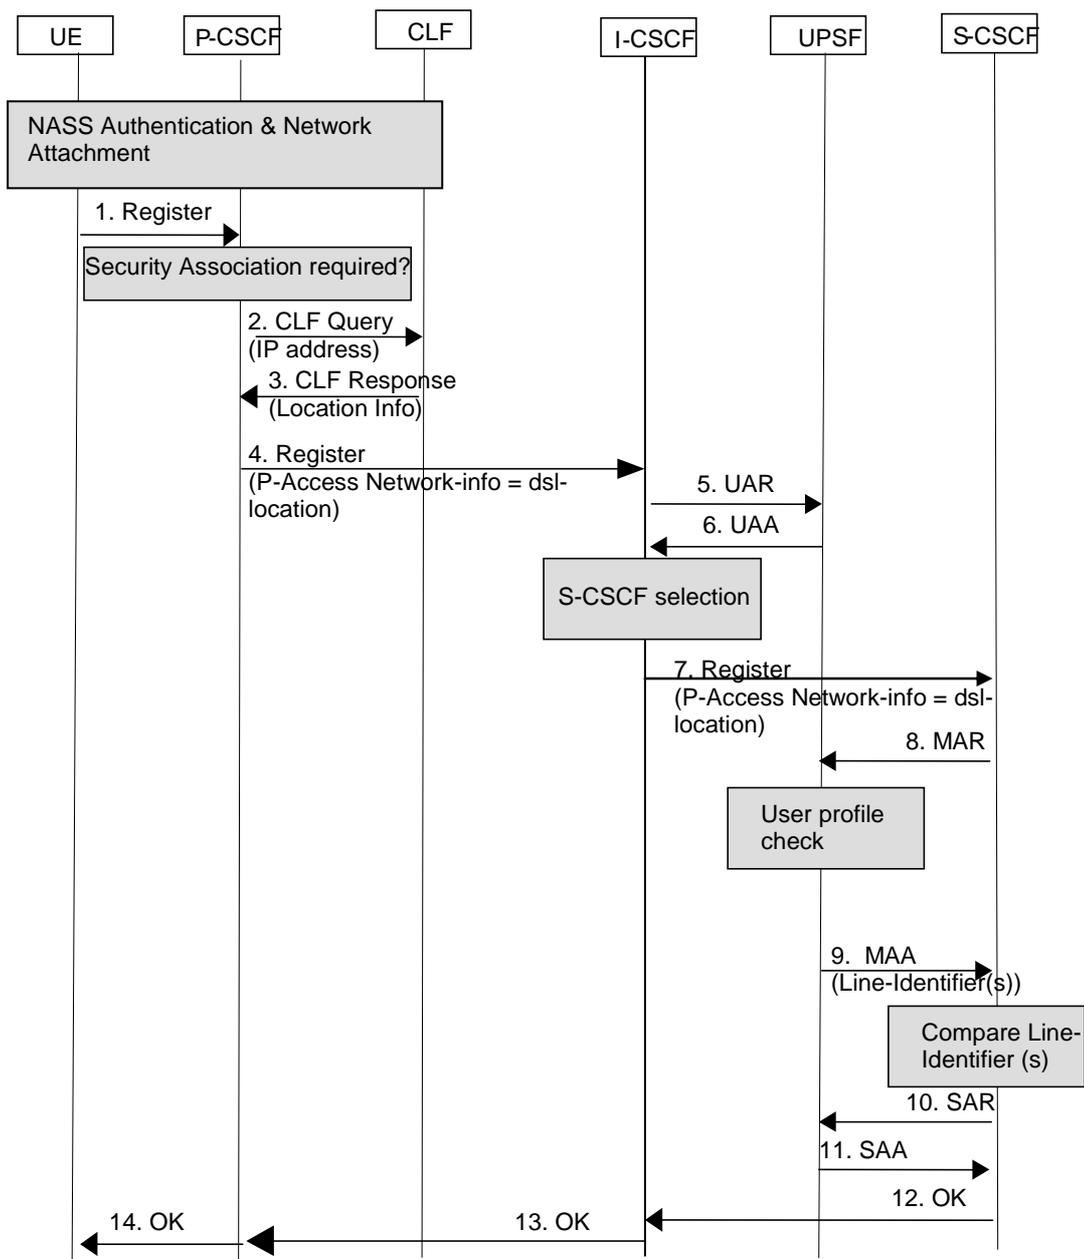 UE
P-CSCF
CLF
I-CSCF
UPSF
S-CSCF
NASS Authentication & Network
Attachment
1. Register
Security Association required?
2. CLF Query
(IP address)
3. CLF Response
(Location Info)
4. Register
(P-Access Network-info = dsl-
location)
5. UAR
6. UAA
S-CSCF selection
7. Register
(P-Access Network-info = dsl-
location)
8. MAR
User profile
check
9. MAA
(Line-Identifier(s))
Compare Line-
Identifier (s)
10. SAR
11. SAA
12. OK
13. OK
14. OK